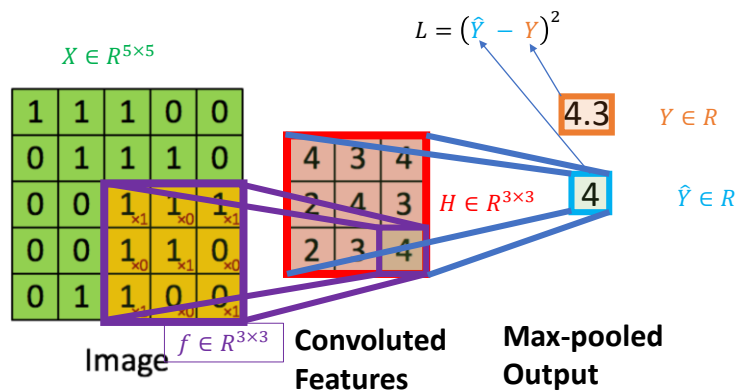 L = (Ŷ − Y)²
X ∈ R^{5×5}
4.3
Y ∈ R
1 1 1 0 0
0 1 1 1 0
0 0 1×1 1×0 1×1
0 0 1×0 1×1 0×0
0 1 1×1 0×0 0×1
4 3 4
2 4 3
2 3 4
H ∈ R^{3×3}
4
Ŷ ∈ R
f ∈ R^{3×3}
Image
Convoluted
Features
Max-pooled
Output